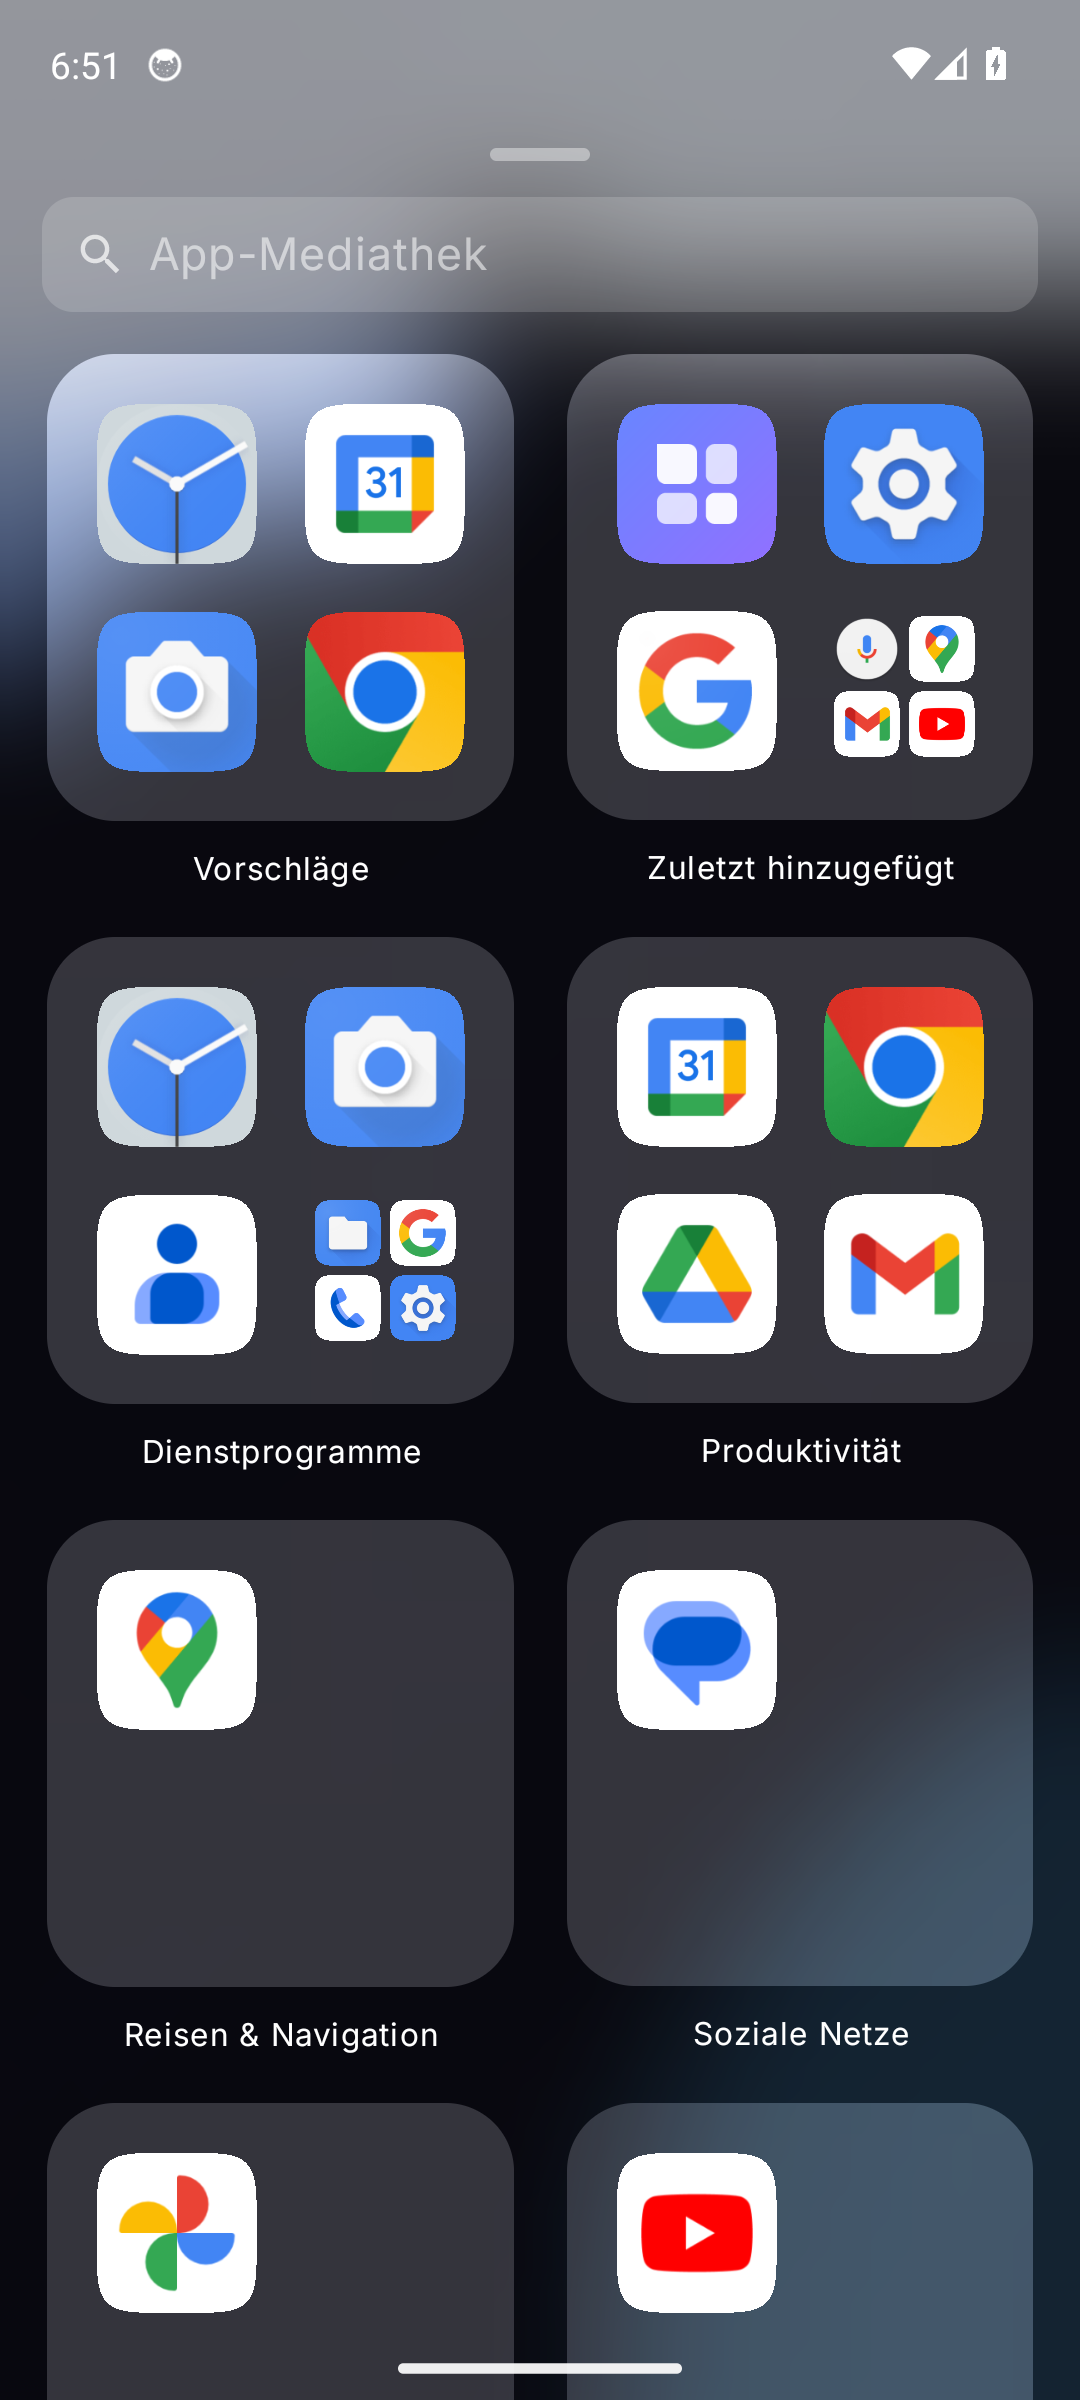 6:51
App-Mediathek
31
Vorschläge
Zuletzt hinzugefügt
31
Dienstprogramme
Produktivität
Reisen & Navigation
Soziale Netze